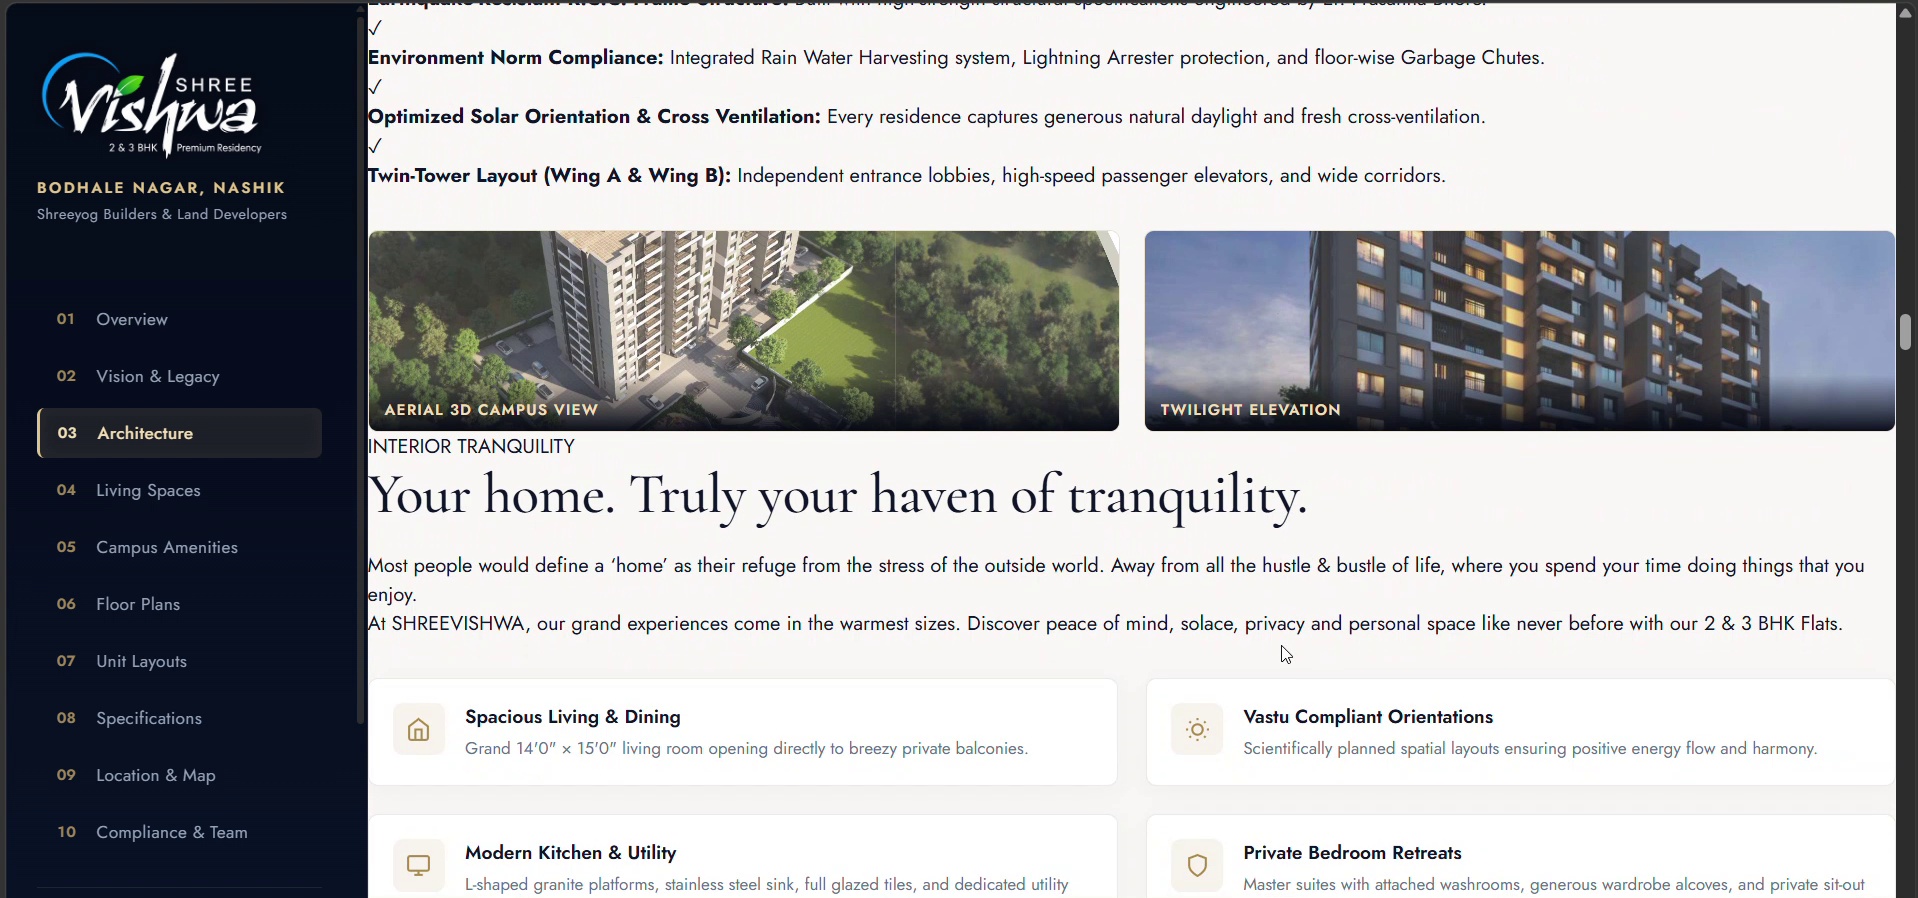 SHREE
Vishwa
2 & 3 BHK Premium Residency
BODHALE NAGAR, NASHIK
Shreeyog Builders & Land Developers
01 Overview
02 Vision & Legacy
03 Architecture
04 Living Spaces
05 Campus Amenities
06 Floor Plans
07 Unit Layouts
08 Specifications
09 Location & Map
10 Compliance & Team
✓
Environment Norm Compliance: Integrated Rain Water Harvesting system, Lightning Arrester protection, and floor-wise Garbage Chutes.
✓
Optimized Solar Orientation & Cross Ventilation: Every residence captures generous natural daylight and fresh cross-ventilation.
✓
Twin-Tower Layout (Wing A & Wing B): Independent entrance lobbies, high-speed passenger elevators, and wide corridors.
AERIAL 3D CAMPUS VIEW
TWILIGHT ELEVATION
INTERIOR TRANQUILITY
Your home. Truly your haven of tranquility.
Most people would define a ‘home’ as their refuge from the stress of the outside world. Away from all the hustle & bustle of life, where you spend your time doing things that you
enjoy.
At SHREEVISHWA, our grand experiences come in the warmest sizes. Discover peace of mind, solace, privacy and personal space like never before with our 2 & 3 BHK Flats.
Spacious Living & Dining
Grand 14'0" × 15'0" living room opening directly to breezy private balconies.
Vastu Compliant Orientations
Scientifically planned spatial layouts ensuring positive energy flow and harmony.
Modern Kitchen & Utility
L-shaped granite platforms, stainless steel sink, full glazed tiles, and dedicated utility
Private Bedroom Retreats
Master suites with attached washrooms, generous wardrobe alcoves, and private sit-out